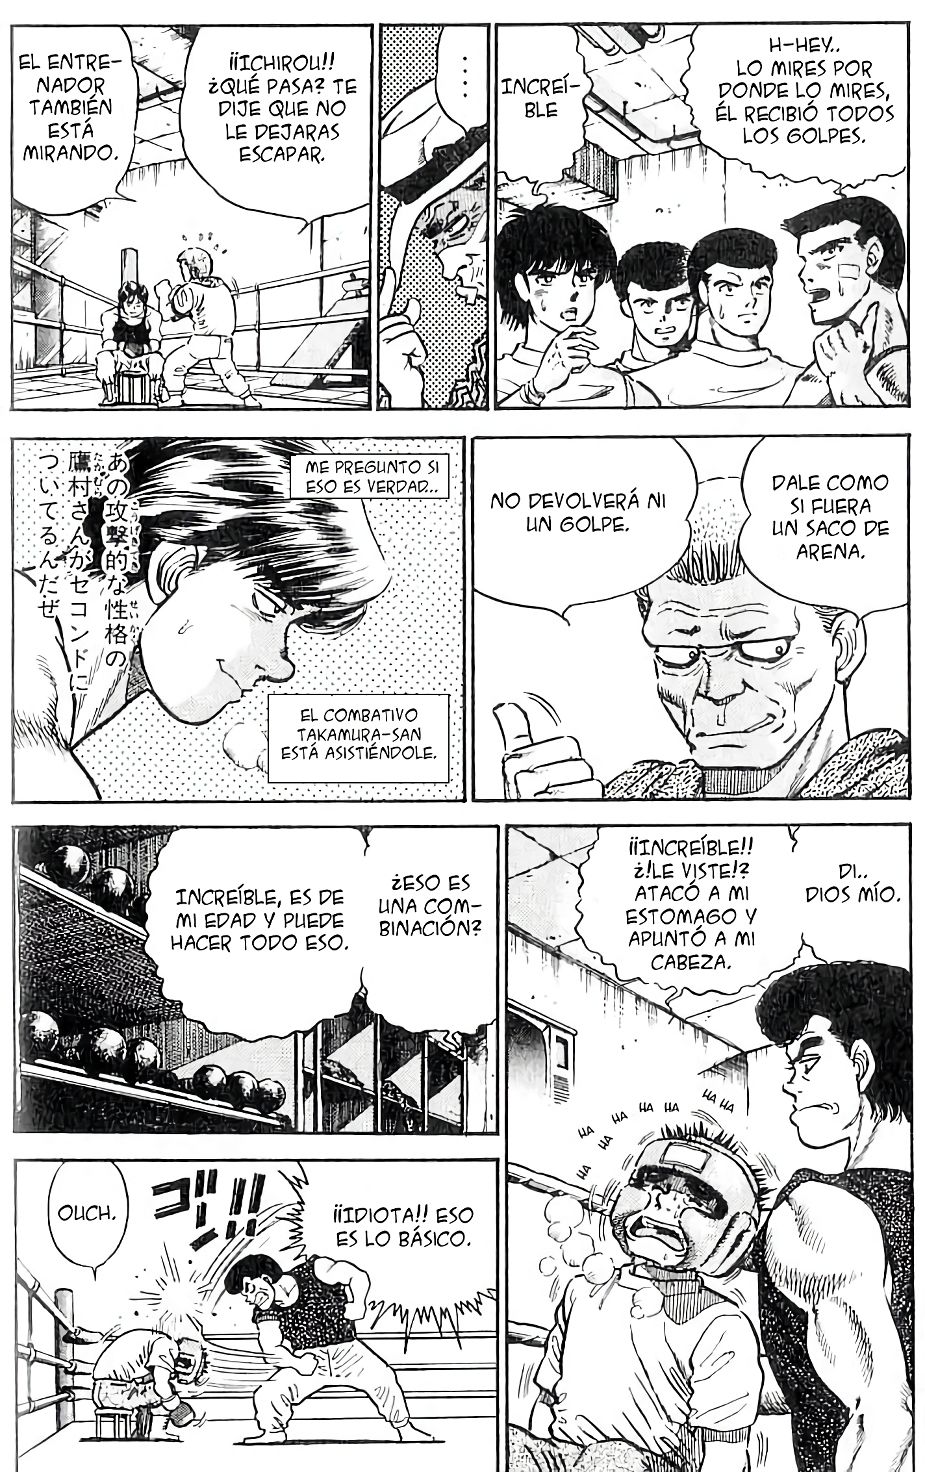 H-HEY..
LO MIRES POR
DONDE LO MIRES,
ÉL RECIBIÓ TODOS
LOS GOLPES.
INCREÍ-
BLE
. . . .
¡¡ICHIROU!!
¿QUÉ PASA? TE
DIJE QUE NO
LE DEJARAS
ESCAPAR.
EL ENTRE-
NADOR
TAMBIÉN
ESTÁ
MIRANDO.
DALE COMO
SI FUERA
UN SACO DE
ARENA.
NO DEVOLVERÁ NI
UN GOLPE.
ME PREGUNTO SI
ESO ES VERDAD..
あの攻撃的な性格の
鷹村さんがセコンドに
ついてるんだぜ
EL COMBATIVO
TAKAMURA-SAN
ESTÁ ASISTIÉNDOLE.
DI..
DIOS MÍO.
¡¡INCREÍBLE!!
¿!LE VISTE!?
ATACÓ A MI
ESTOMAGO Y
APUNTÓ A MI
CABEZA.
HA
HA
HA
HA
HA
HA HA
¿ESO ES
UNA COM-
BINACIÓN?
INCREÍBLE, ES DE
MI EDAD Y PUEDE
HACER TODO ESO.
¡¡IDIOTA!! ESO
ES LO BÁSICO.
ゴン!!
OUCH.